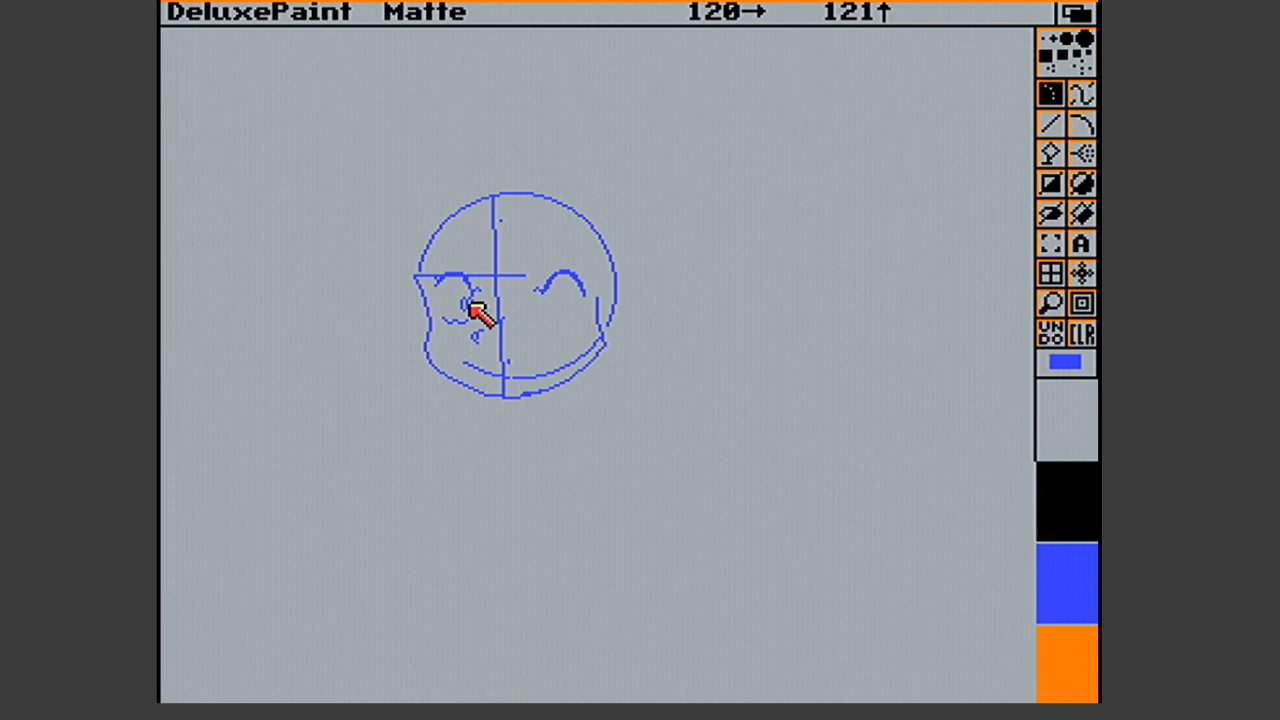 DeluxePaint Matte 120→ 121↑
A
UN
DO CLR